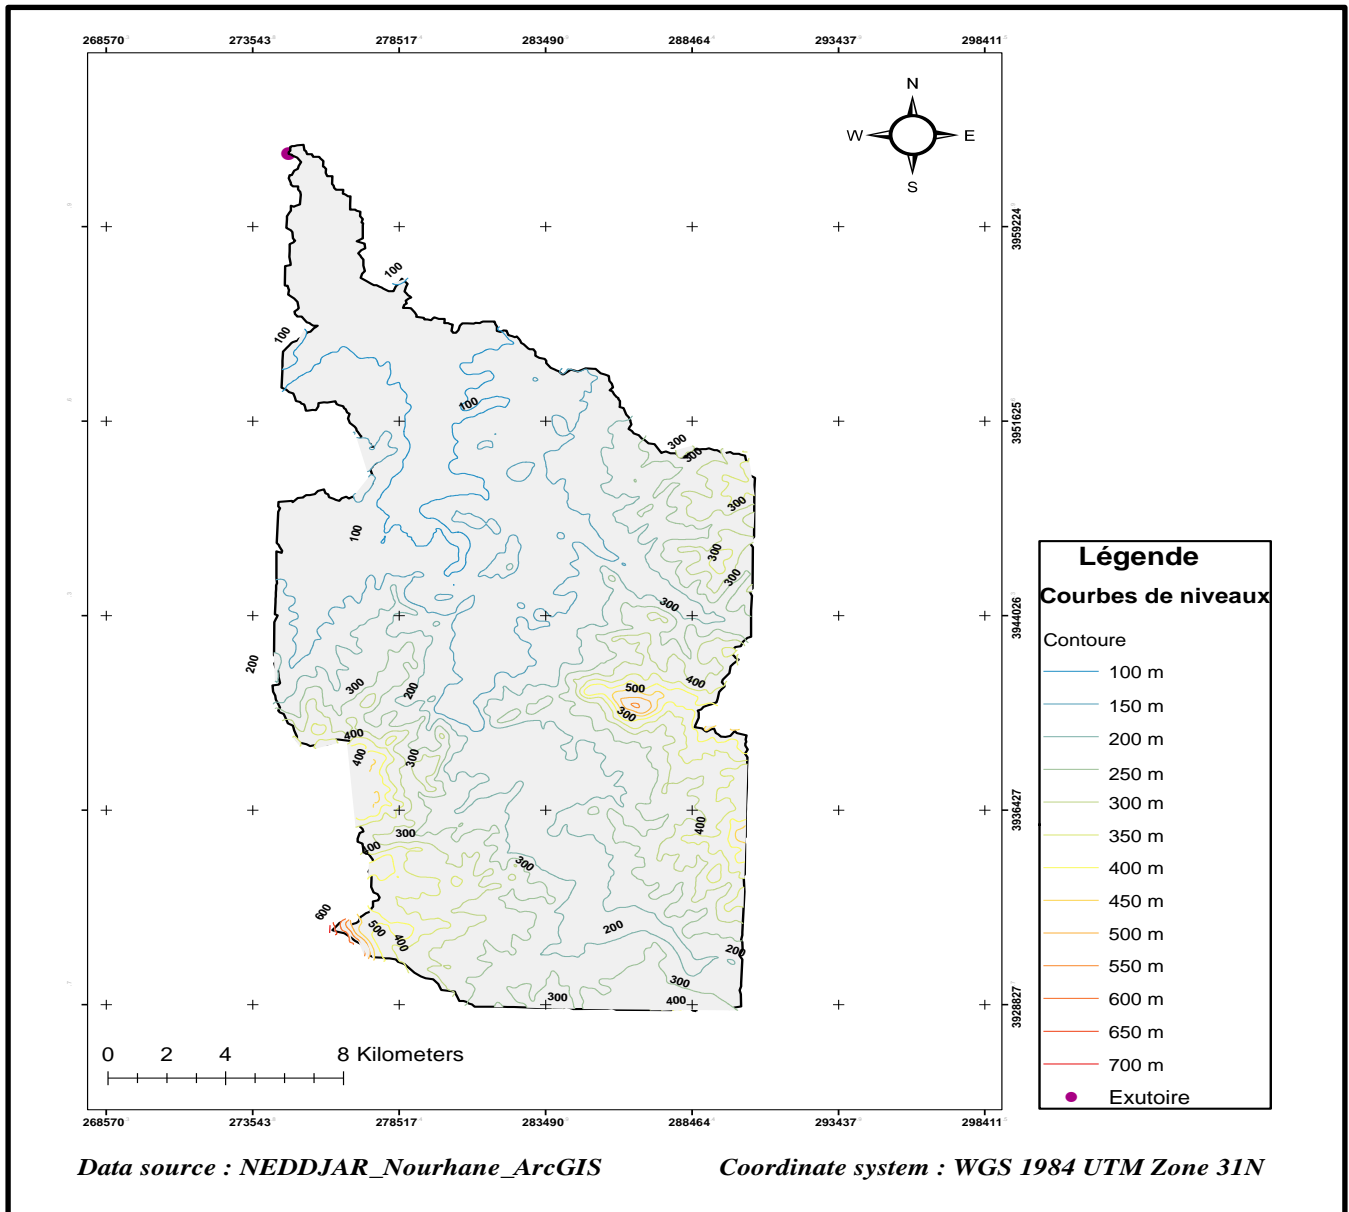 268570 273543 278517 283490 288464 293437 298411
N
W E
S
3959224
100
100
100
3951625
300
300
300
100
300
300
Légende
Courbes de niveaux
300
3944026
Contoure
200
100 m
300
200
400
500
150 m
300
400
200 m
400
300
250 m
300 m
3936427
400
300
350 m
400
300
400 m
450 m
600
500
400
200
200
500 m
550 m
300
300
400
3928827
600 m
650 m
700 m
0 2 4 8 Kilometers
Exutoire
268570 273543 278517 283490 288464 293437 298411
Data source : NEDDJAR_Nourhane_ArcGIS
Coordinate system : WGS 1984 UTM Zone 31N